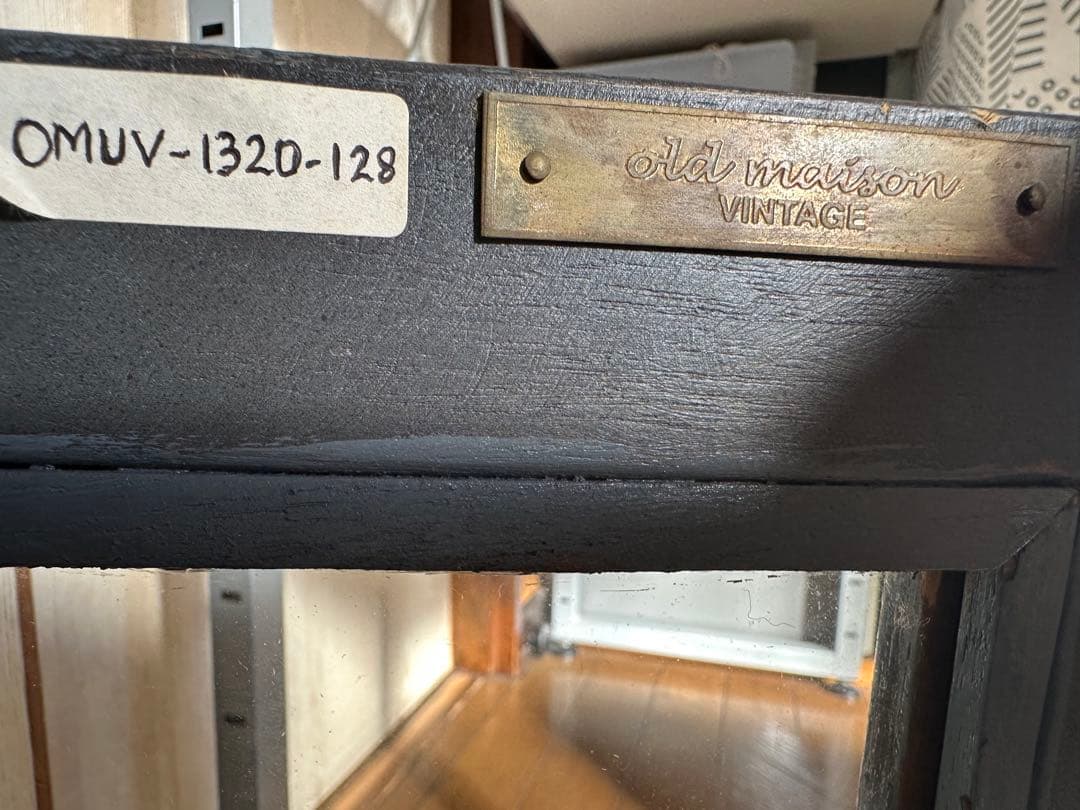 OMUV-1320-128
old maison
VINTAGE